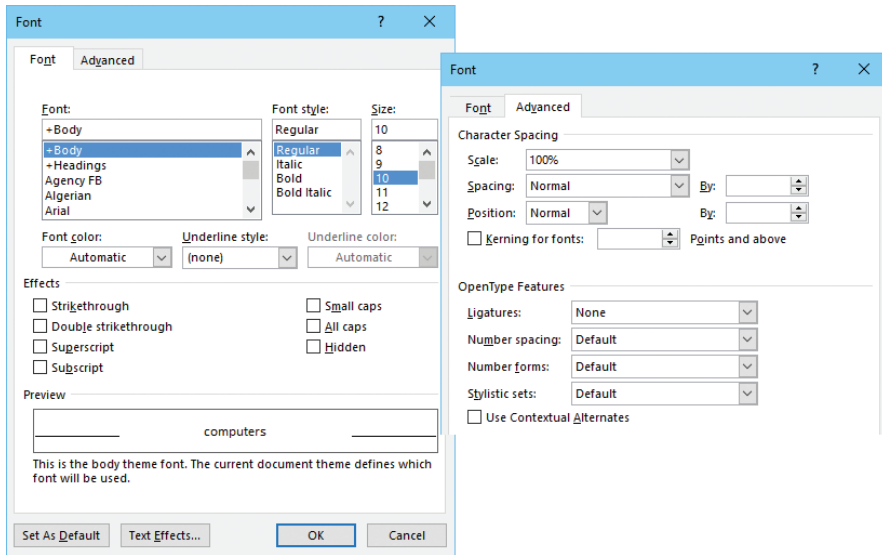 Font ?
Font Advanced
Font: Font style: Size:
+Body Regular 10
+Body Regular 8
+Headings Italic 9
Agency FB Bold 10
Algerian Bold Italic 11
Arial 12
Font color: Underline style: Underline color:
Automatic (none) Automatic
Effects
Strikethrough Small caps
Double strikethrough All caps
Superscript Hidden
Subscript
Preview
computers
This is the body theme font. The current document theme defines which
font will be used.
Set As Default Text Effects... OK Cancel
Font ?
Font Advanced
Character Spacing
Scale: 100%
Spacing: Normal By:
Position: Normal By:
Kerning for fonts: Points and above
OpenType Features
Ligatures: None
Number spacing: Default
Number forms: Default
Stylistic sets: Default
Use Contextual Alternates